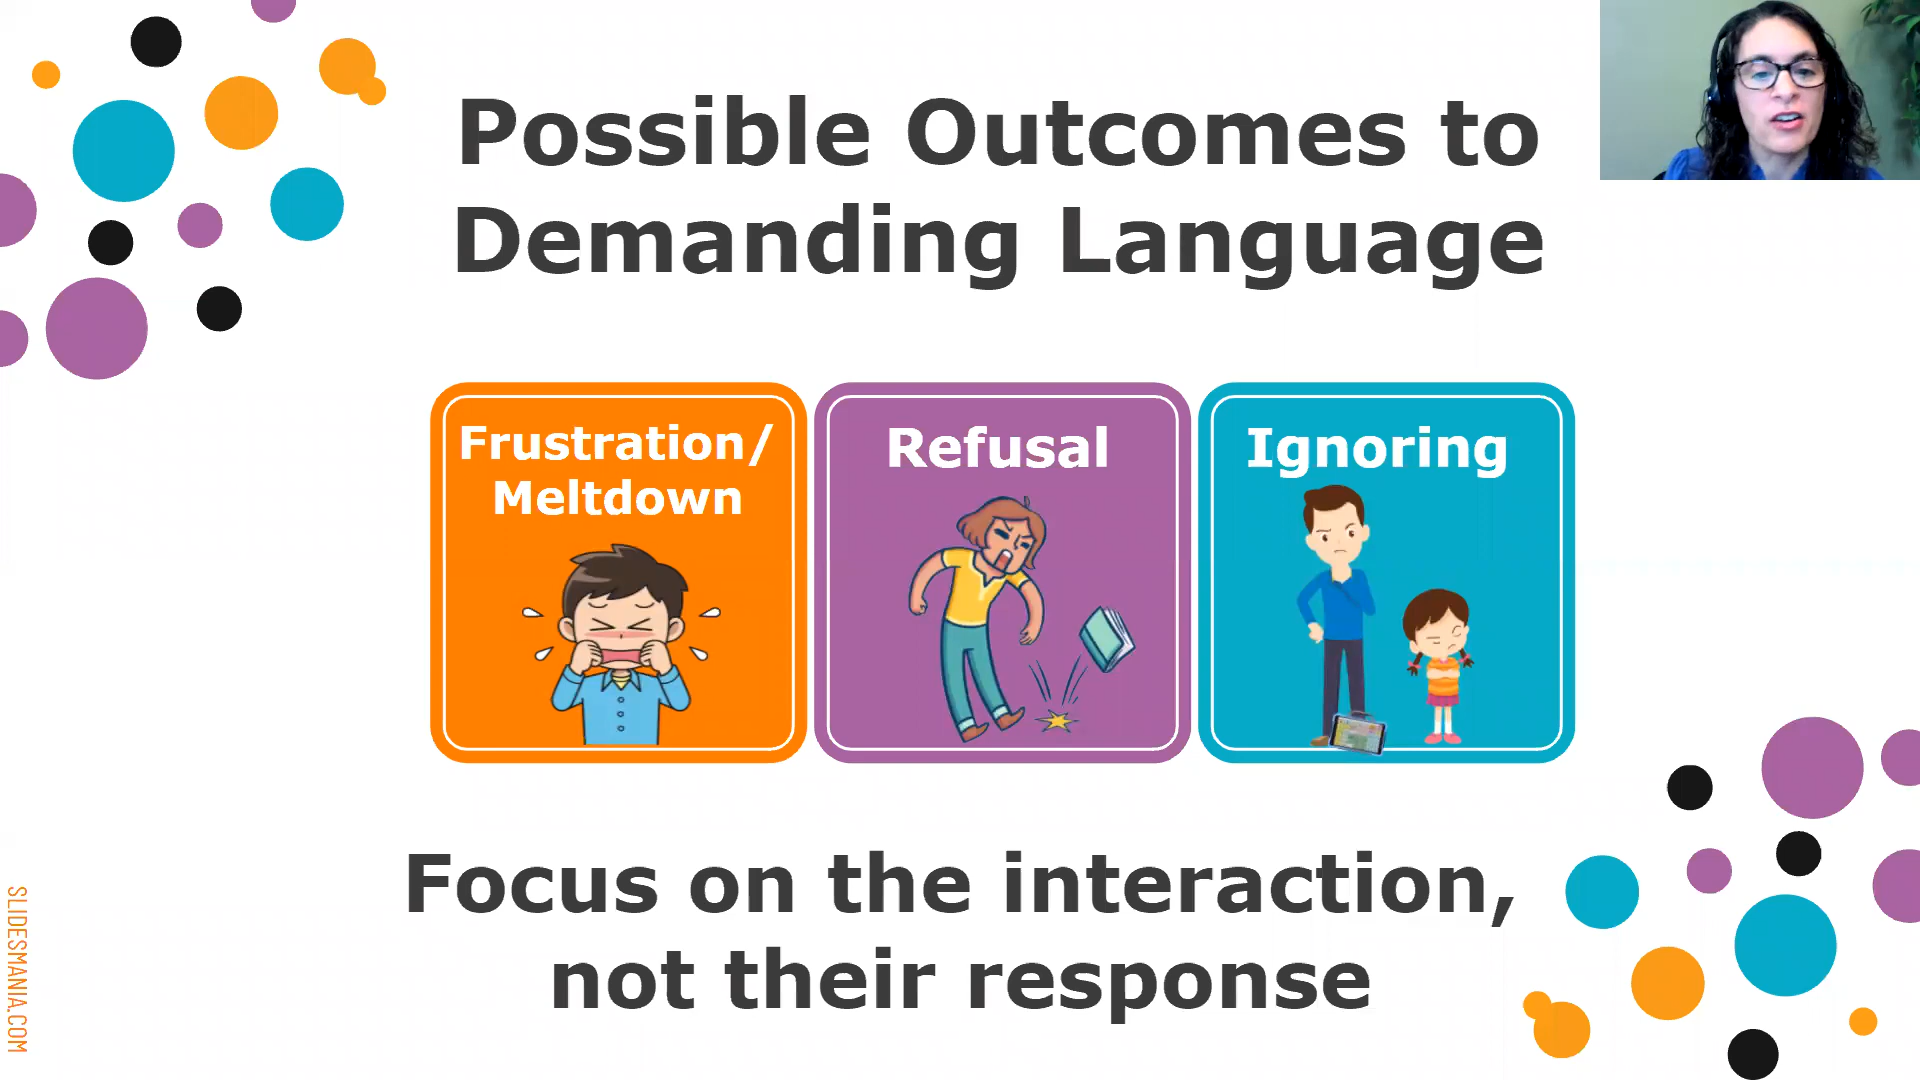 Possible Outcomes to
Demanding Language
Frustration/
Meltdown
Refusal
Ignoring
Focus on the interaction,
not their response
SLIDESMANIA.COM